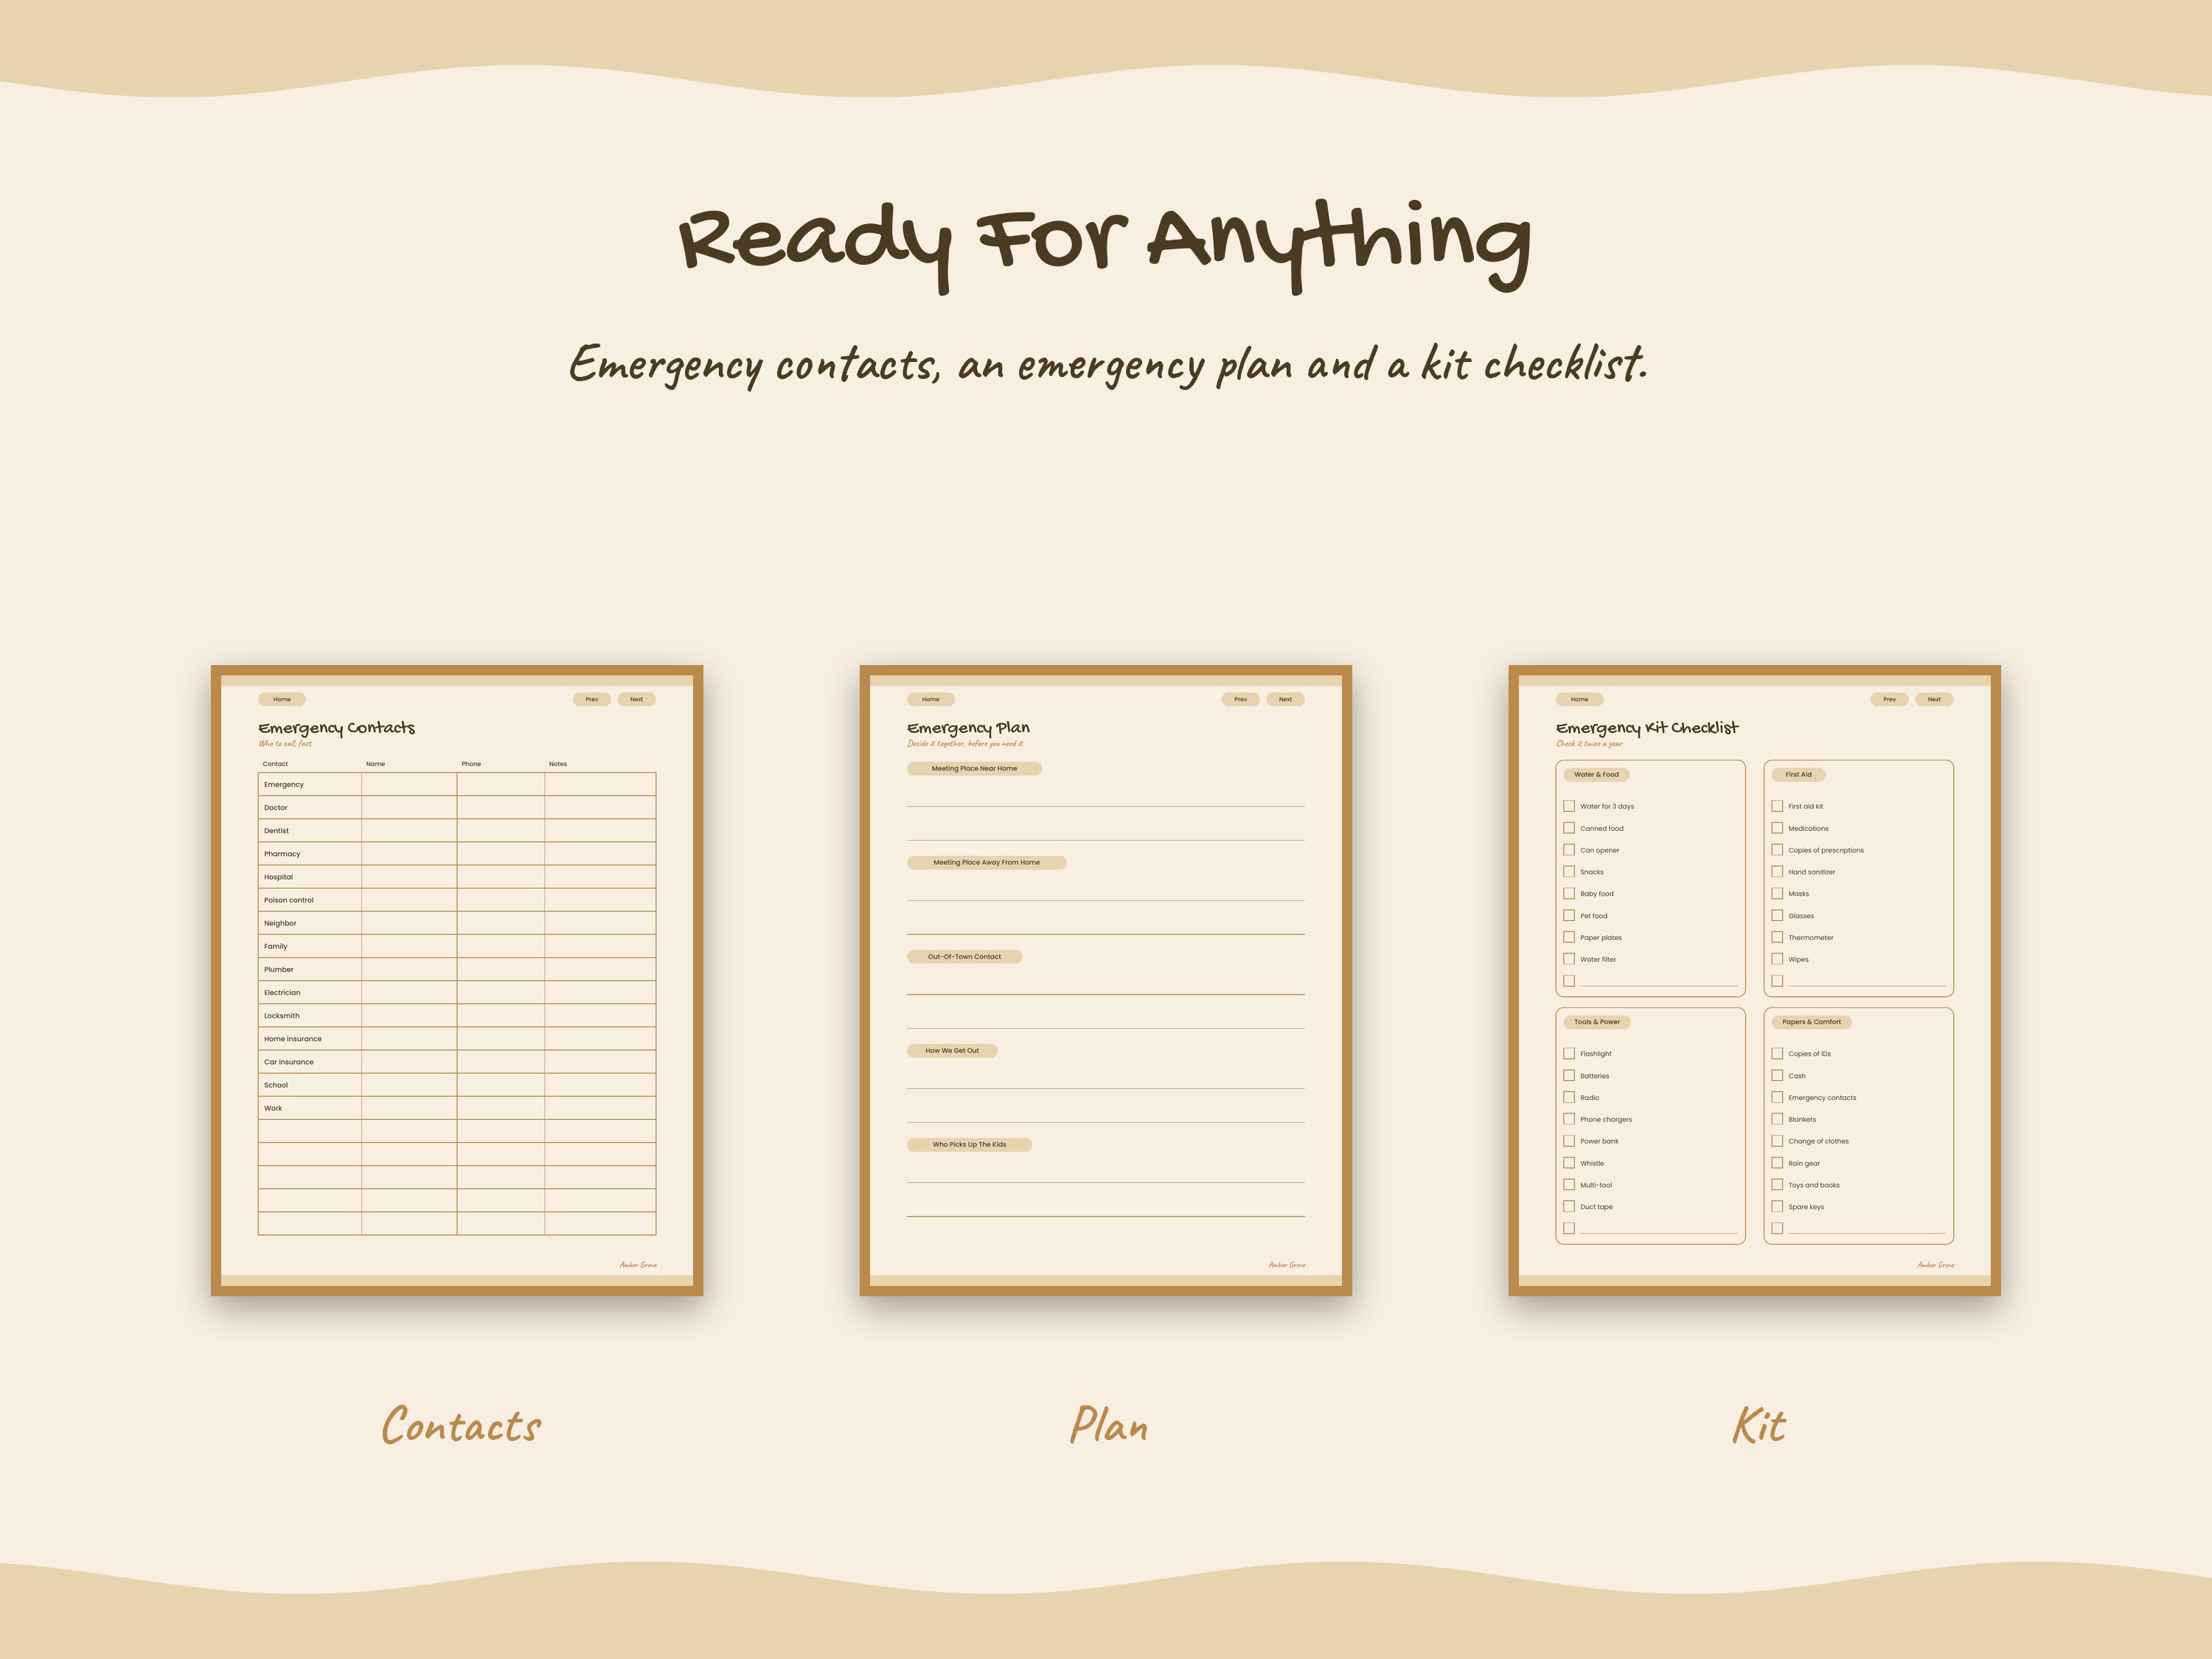 Ready For Anything
Emergency contacts, an emergency plan and a kit checklist.
Home Prev Next
Emergency Contacts
Who to call, fast
Contact Name Phone Notes
Emergency
Doctor
Dentist
Pharmacy
Hospital
Poison control
Neighbor
Family
Plumber
Electrician
Locksmith
Home insurance
Car insurance
School
Work
Amber Grove
Home Prev Next
Emergency Plan
Decide it together, before you need it
Meeting Place Near Home
Meeting Place Away From Home
Out-Of-Town Contact
How We Get Out
Who Picks Up The Kids
Amber Grove
Home Prev Next
Emergency Kit Checklist
Check it twice a year
Water & Food
Water for 3 days
Canned food
Can opener
Snacks
Baby food
Pet food
Paper plates
Water filter
First Aid
First aid kit
Medications
Copies of prescriptions
Hand sanitizer
Masks
Glasses
Thermometer
Wipes
Tools & Power
Flashlight
Batteries
Radio
Phone chargers
Power bank
Whistle
Multi-tool
Duct tape
Papers & Comfort
Copies of IDs
Cash
Emergency contacts
Blankets
Change of clothes
Rain gear
Toys and books
Spare keys
Amber Grove
Contacts
Plan
Kit